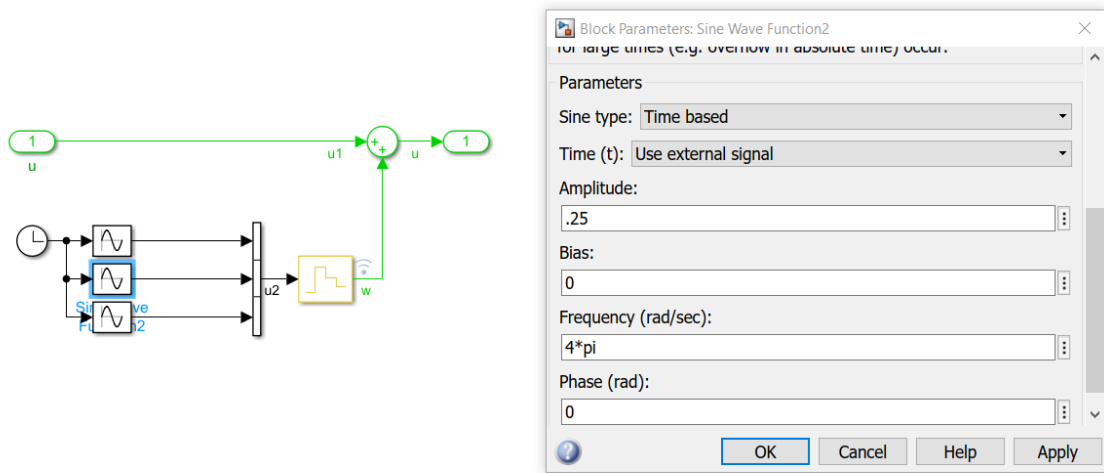 Block Parameters: Sine Wave Function2
for large times (e.g. overflow in absolute time) occur.
Parameters
Sine type: Time based
Time (t): Use external signal
Amplitude:
.25
Bias:
0
Frequency (rad/sec):
4*pi
Phase (rad):
0
OK Cancel Help Apply
1
u
u1
u
1
u2
w
Sine Wave
Function2